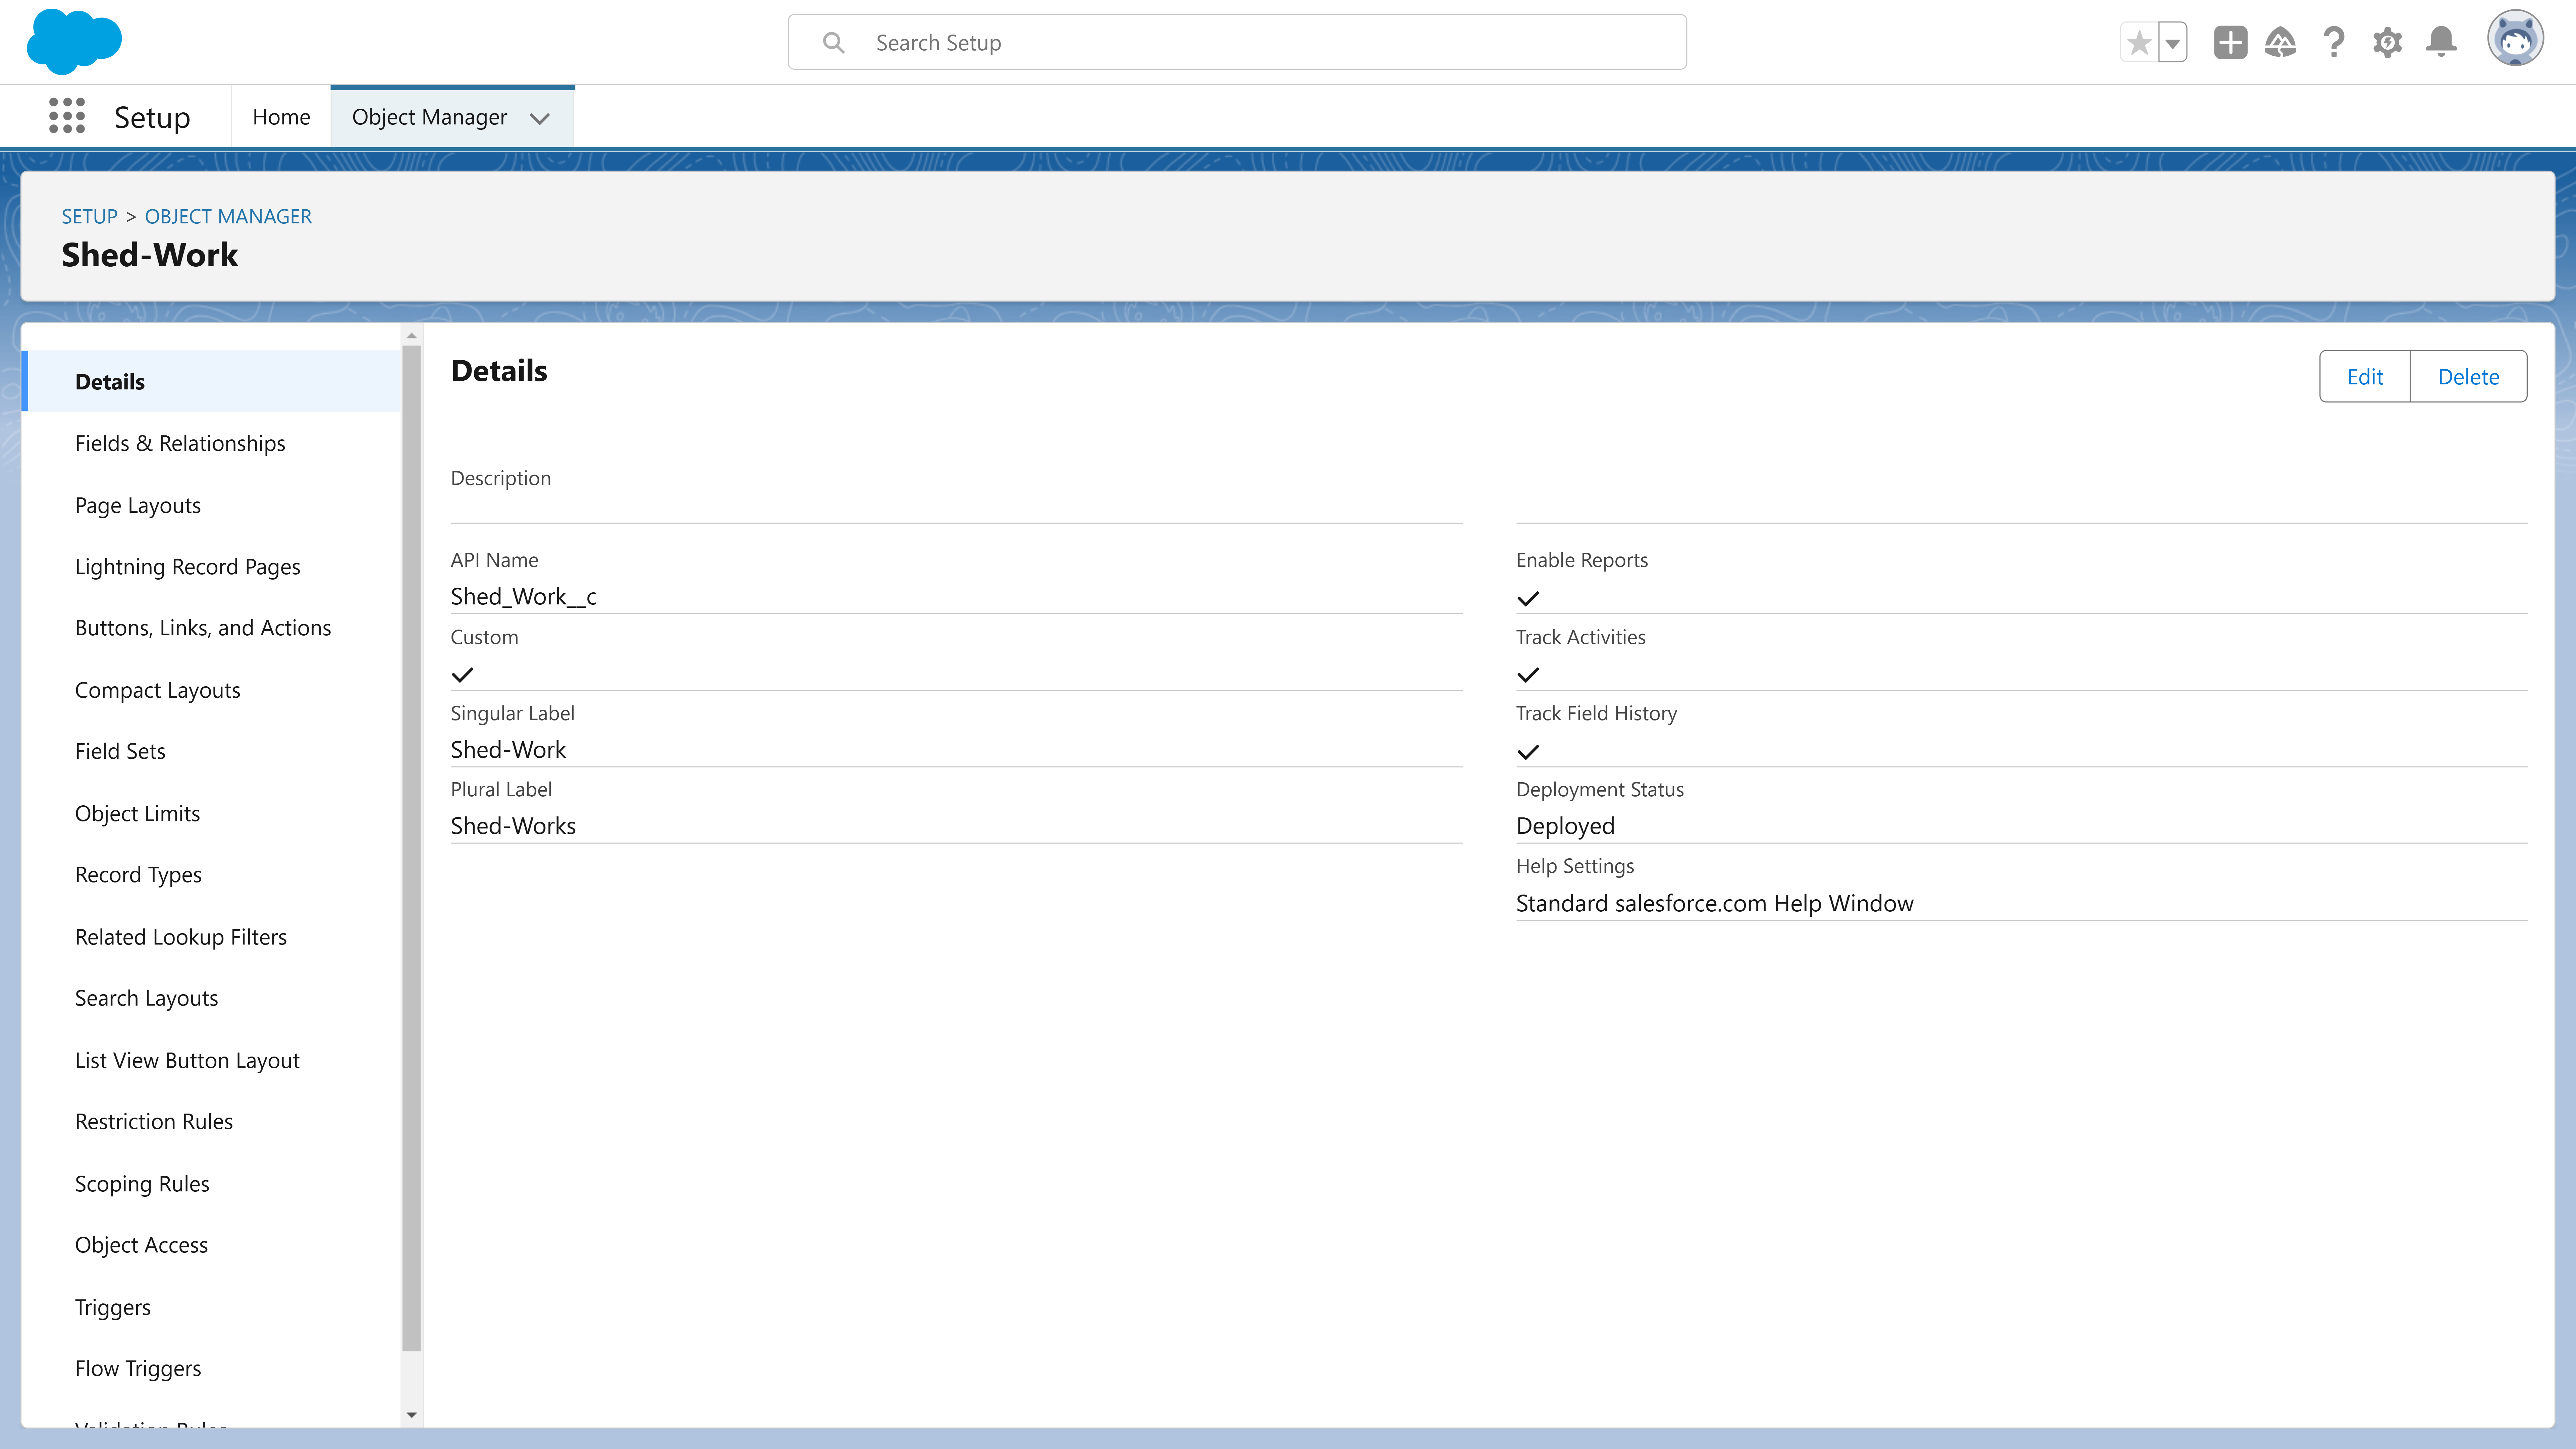 Search Setup
Setup
Home
Object Manager
SETUP > OBJECT MANAGER
Shed-Work
Details
Fields & Relationships
Page Layouts
Lightning Record Pages
Buttons, Links, and Actions
Compact Layouts
Field Sets
Object Limits
Record Types
Related Lookup Filters
Search Layouts
List View Button Layout
Restriction Rules
Scoping Rules
Object Access
Triggers
Flow Triggers
Validation Rules
Details
Edit
Delete
Description
API Name
Shed_Work__c
Custom
Singular Label
Shed-Work
Plural Label
Shed-Works
Enable Reports
Track Activities
Track Field History
Deployment Status
Deployed
Help Settings
Standard salesforce.com Help Window